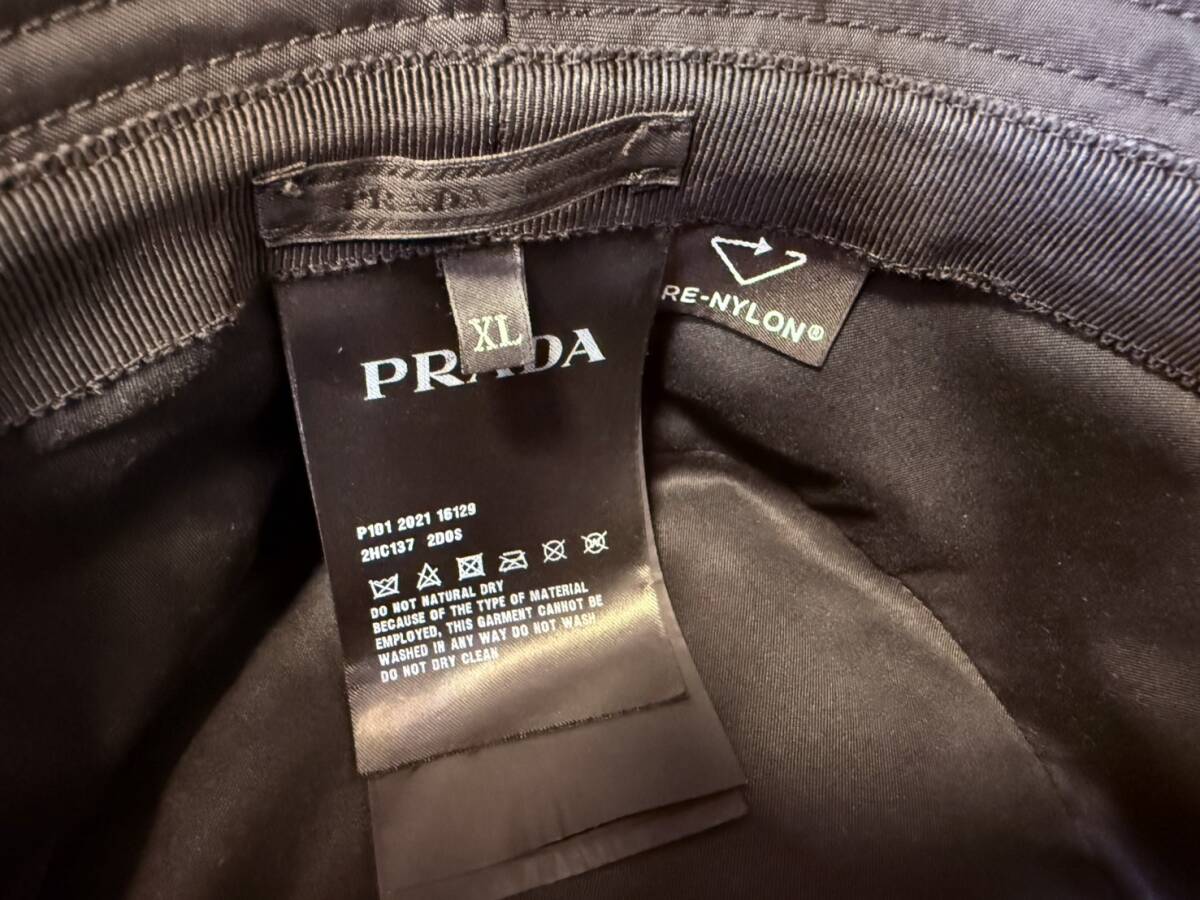 PRADA
XL
PRADA
RE-NYLON®
P101 2021 16129
2HC137 2D0S
DO NOT NATURAL DRY
BECAUSE OF THE TYPE OF MATERIAL
EMPLOYED, THIS GARMENT CANNOT BE
WASHED IN ANY WAY DO NOT WASH
DO NOT DRY CLEAN